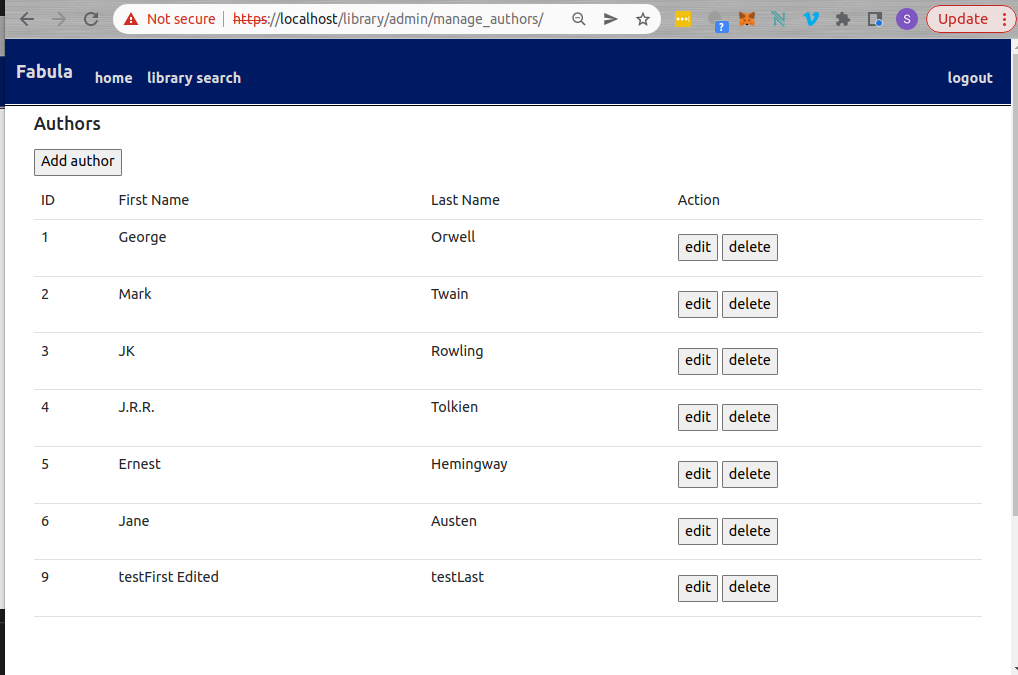 Not secure https://localhost/library/admin/manage_authors/ ? S Update
Fabula home library search logout
Authors
Add author
ID First Name Last Name Action
1 George Orwell edit delete
2 Mark Twain edit delete
3 JK Rowling edit delete
4 J.R.R. Tolkien edit delete
5 Ernest Hemingway edit delete
6 Jane Austen edit delete
9 testFirst Edited testLast edit delete